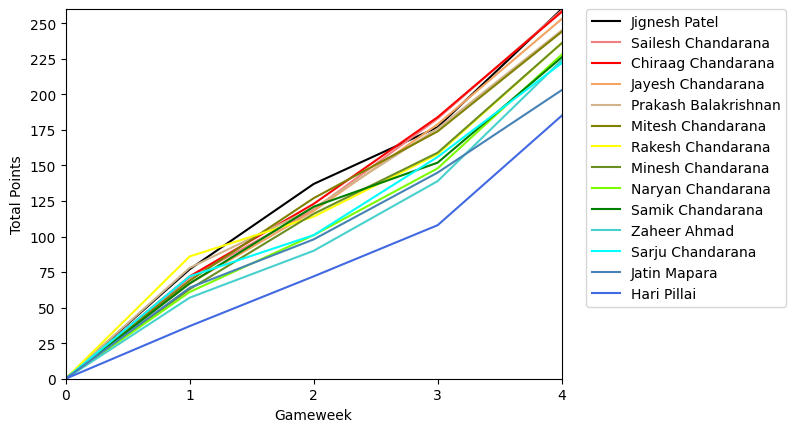 250
225
200
175
150
125
100
75
50
25
0
Total Points
0 1 2 3 4
Gameweek
Jignesh Patel
Sailesh Chandarana
Chiraag Chandarana
Jayesh Chandarana
Prakash Balakrishnan
Mitesh Chandarana
Rakesh Chandarana
Minesh Chandarana
Naryan Chandarana
Samik Chandarana
Zaheer Ahmad
Sarju Chandarana
Jatin Mapara
Hari Pillai